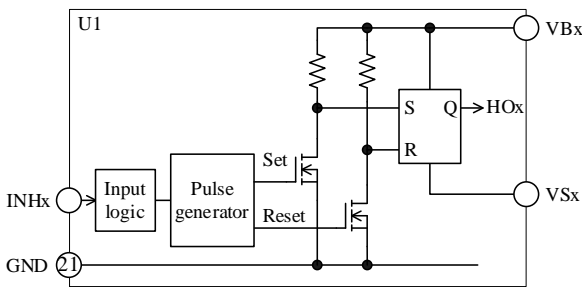 U1
VBx
S
Q
HOx
R
Set
Input
logic
Pulse
generator
INHx
VSx
Reset
GND
21